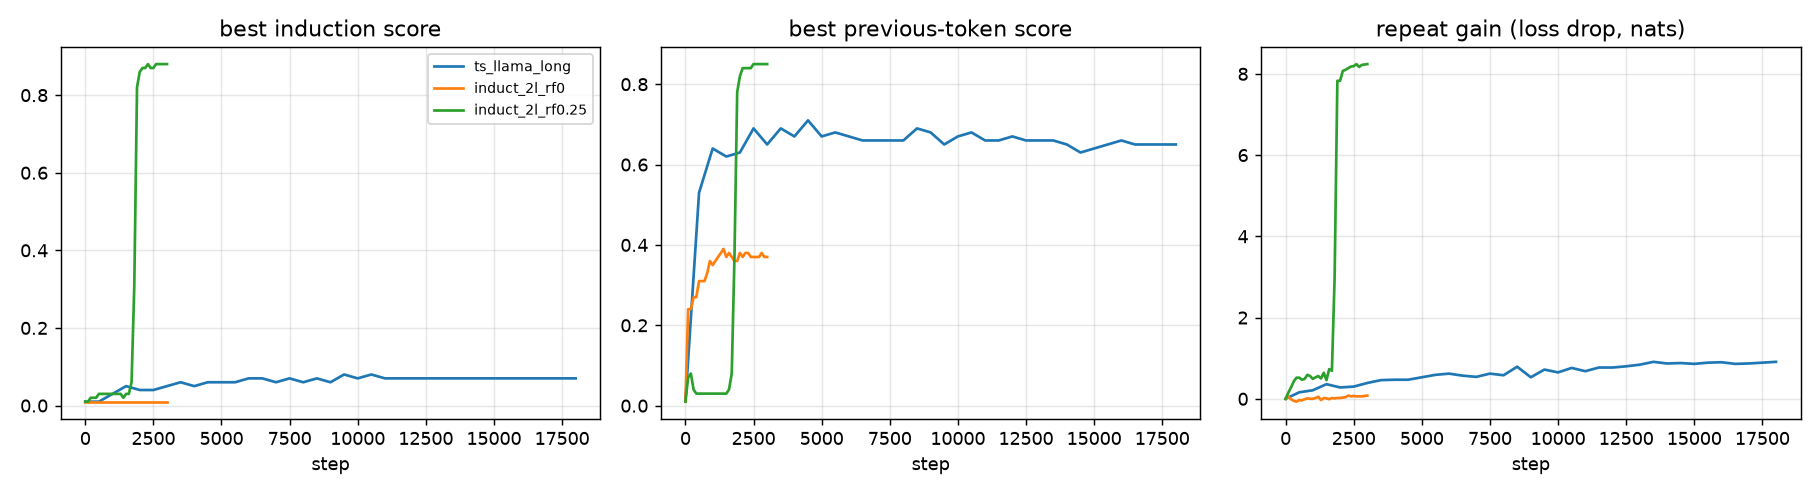 best induction score
ts_llama_long
induct_2l_rf0
induct_2l_rf0.25
0.8
0.6
0.4
0.2
0.0
0 2500 5000 7500 10000 12500 15000 17500
step
best previous-token score
0.8
0.6
0.4
0.2
0.0
0 2500 5000 7500 10000 12500 15000 17500
step
repeat gain (loss drop, nats)
8
6
4
2
0
0 2500 5000 7500 10000 12500 15000 17500
step